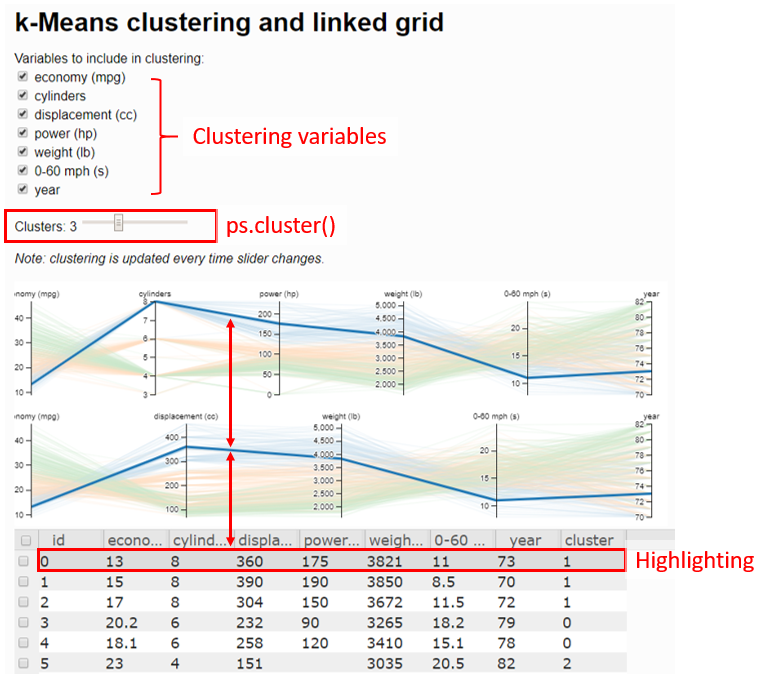 k-Means clustering and linked grid
Variables to include in clustering:
economy (mpg)
cylinders
displacement (cc)
power (hp)
weight (lb)
0-60 mph (s)
year
Clustering variables
Clusters: 3
ps.cluster()
Note: clustering is updated every time slider changes.
onomy (mpg) cylinders power (hp) weight (lb) 0-60 mph (s) year
40
30
20
10
8
7
6
5
4
3
200
150
100
50
0
5,000
4,500
4,000
3,500
3,000
2,500
2,000
20
15
10
82
80
78
76
74
72
70
onomy (mpg) displacement (cc) weight (lb) 0-60 mph (s) year
40
30
20
10
400
300
200
100
5,000
4,500
4,000
3,500
3,000
2,500
2,000
20
15
10
82
80
78
76
74
72
70
id econo... cylind... displa... power... weigh... 0-60 ... year cluster
0 13 8 360 175 3821 11 73 1
Highlighting
1 15 8 390 190 3850 8.5 70 1
2 17 8 304 150 3672 11.5 72 1
3 20.2 6 232 90 3265 18.2 79 0
4 18.1 6 258 120 3410 15.1 78 0
5 23 4 151 3035 20.5 82 2